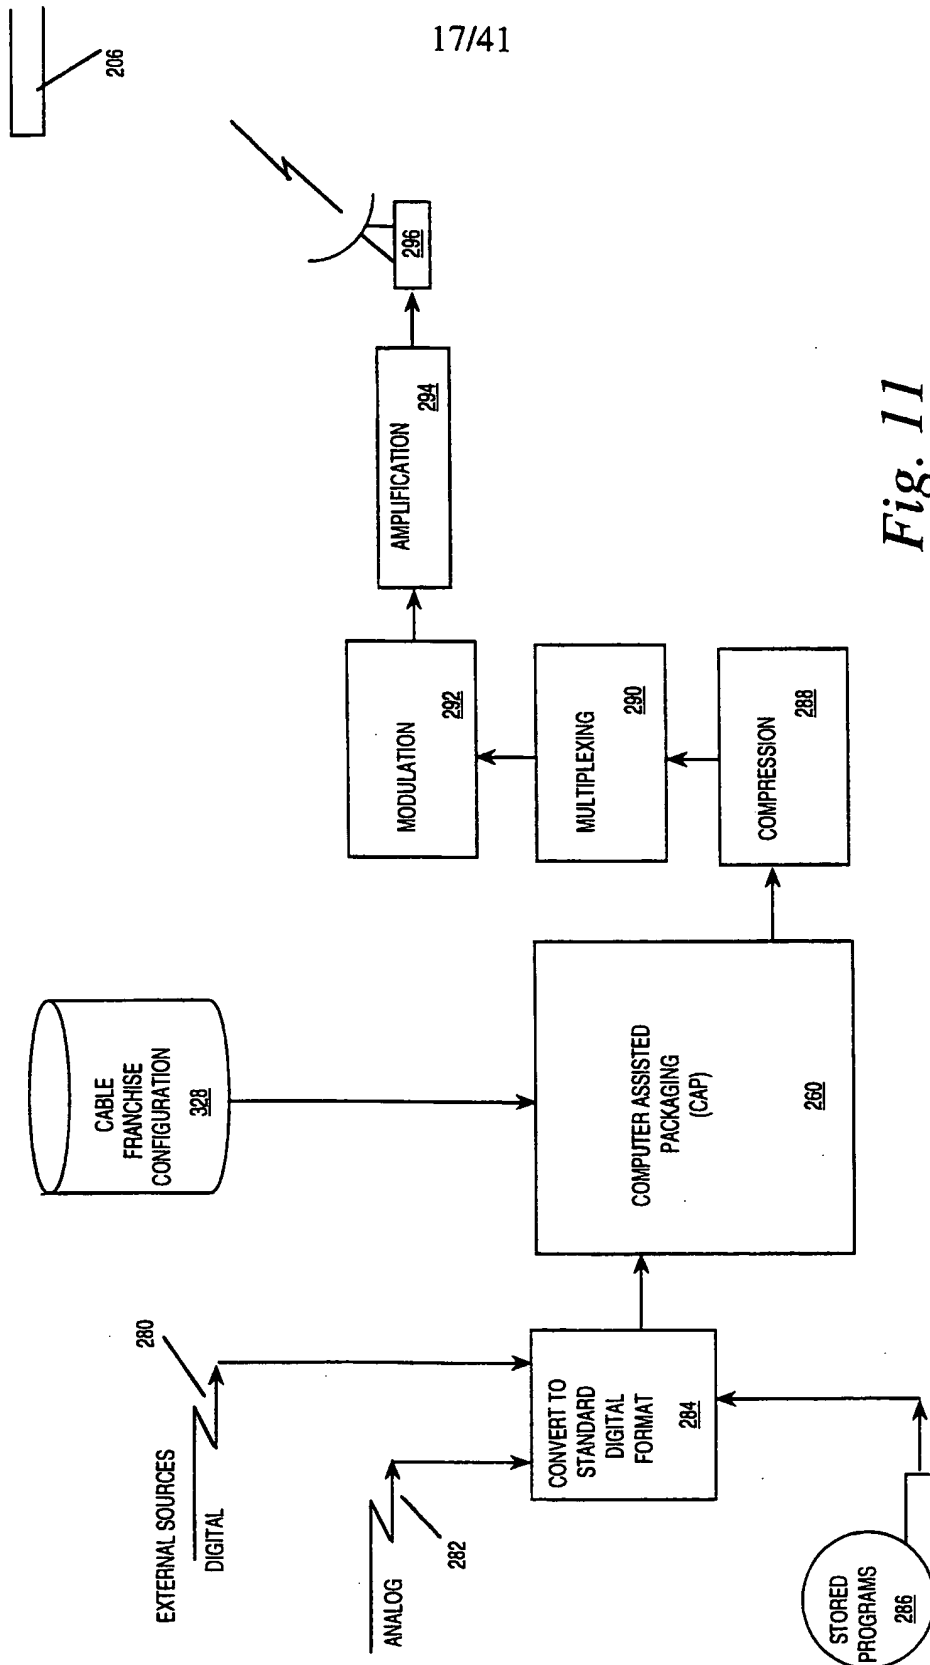 17/41
206
296
AMPLIFICATION
294
MODULATION
292
MULTIPLEXING
290
COMPRESSION
288
CABLE
FRANCHISE
CONFIGURATION
328
COMPUTER ASSISTED
PACKAGING
(CAP)
260
EXTERNAL SOURCES
DIGITAL
280
ANALOG
282
CONVERT TO
STANDARD
DIGITAL
FORMAT
284
STORED
PROGRAMS
286
Fig. 11